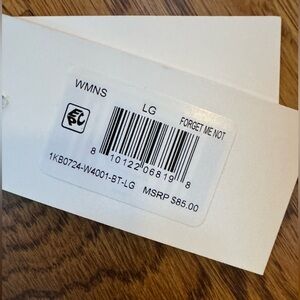 WMNS LG FORGET ME NOT
8 10122 06819 8
1KB0724-W4001-BT-LG MSRP $85.00